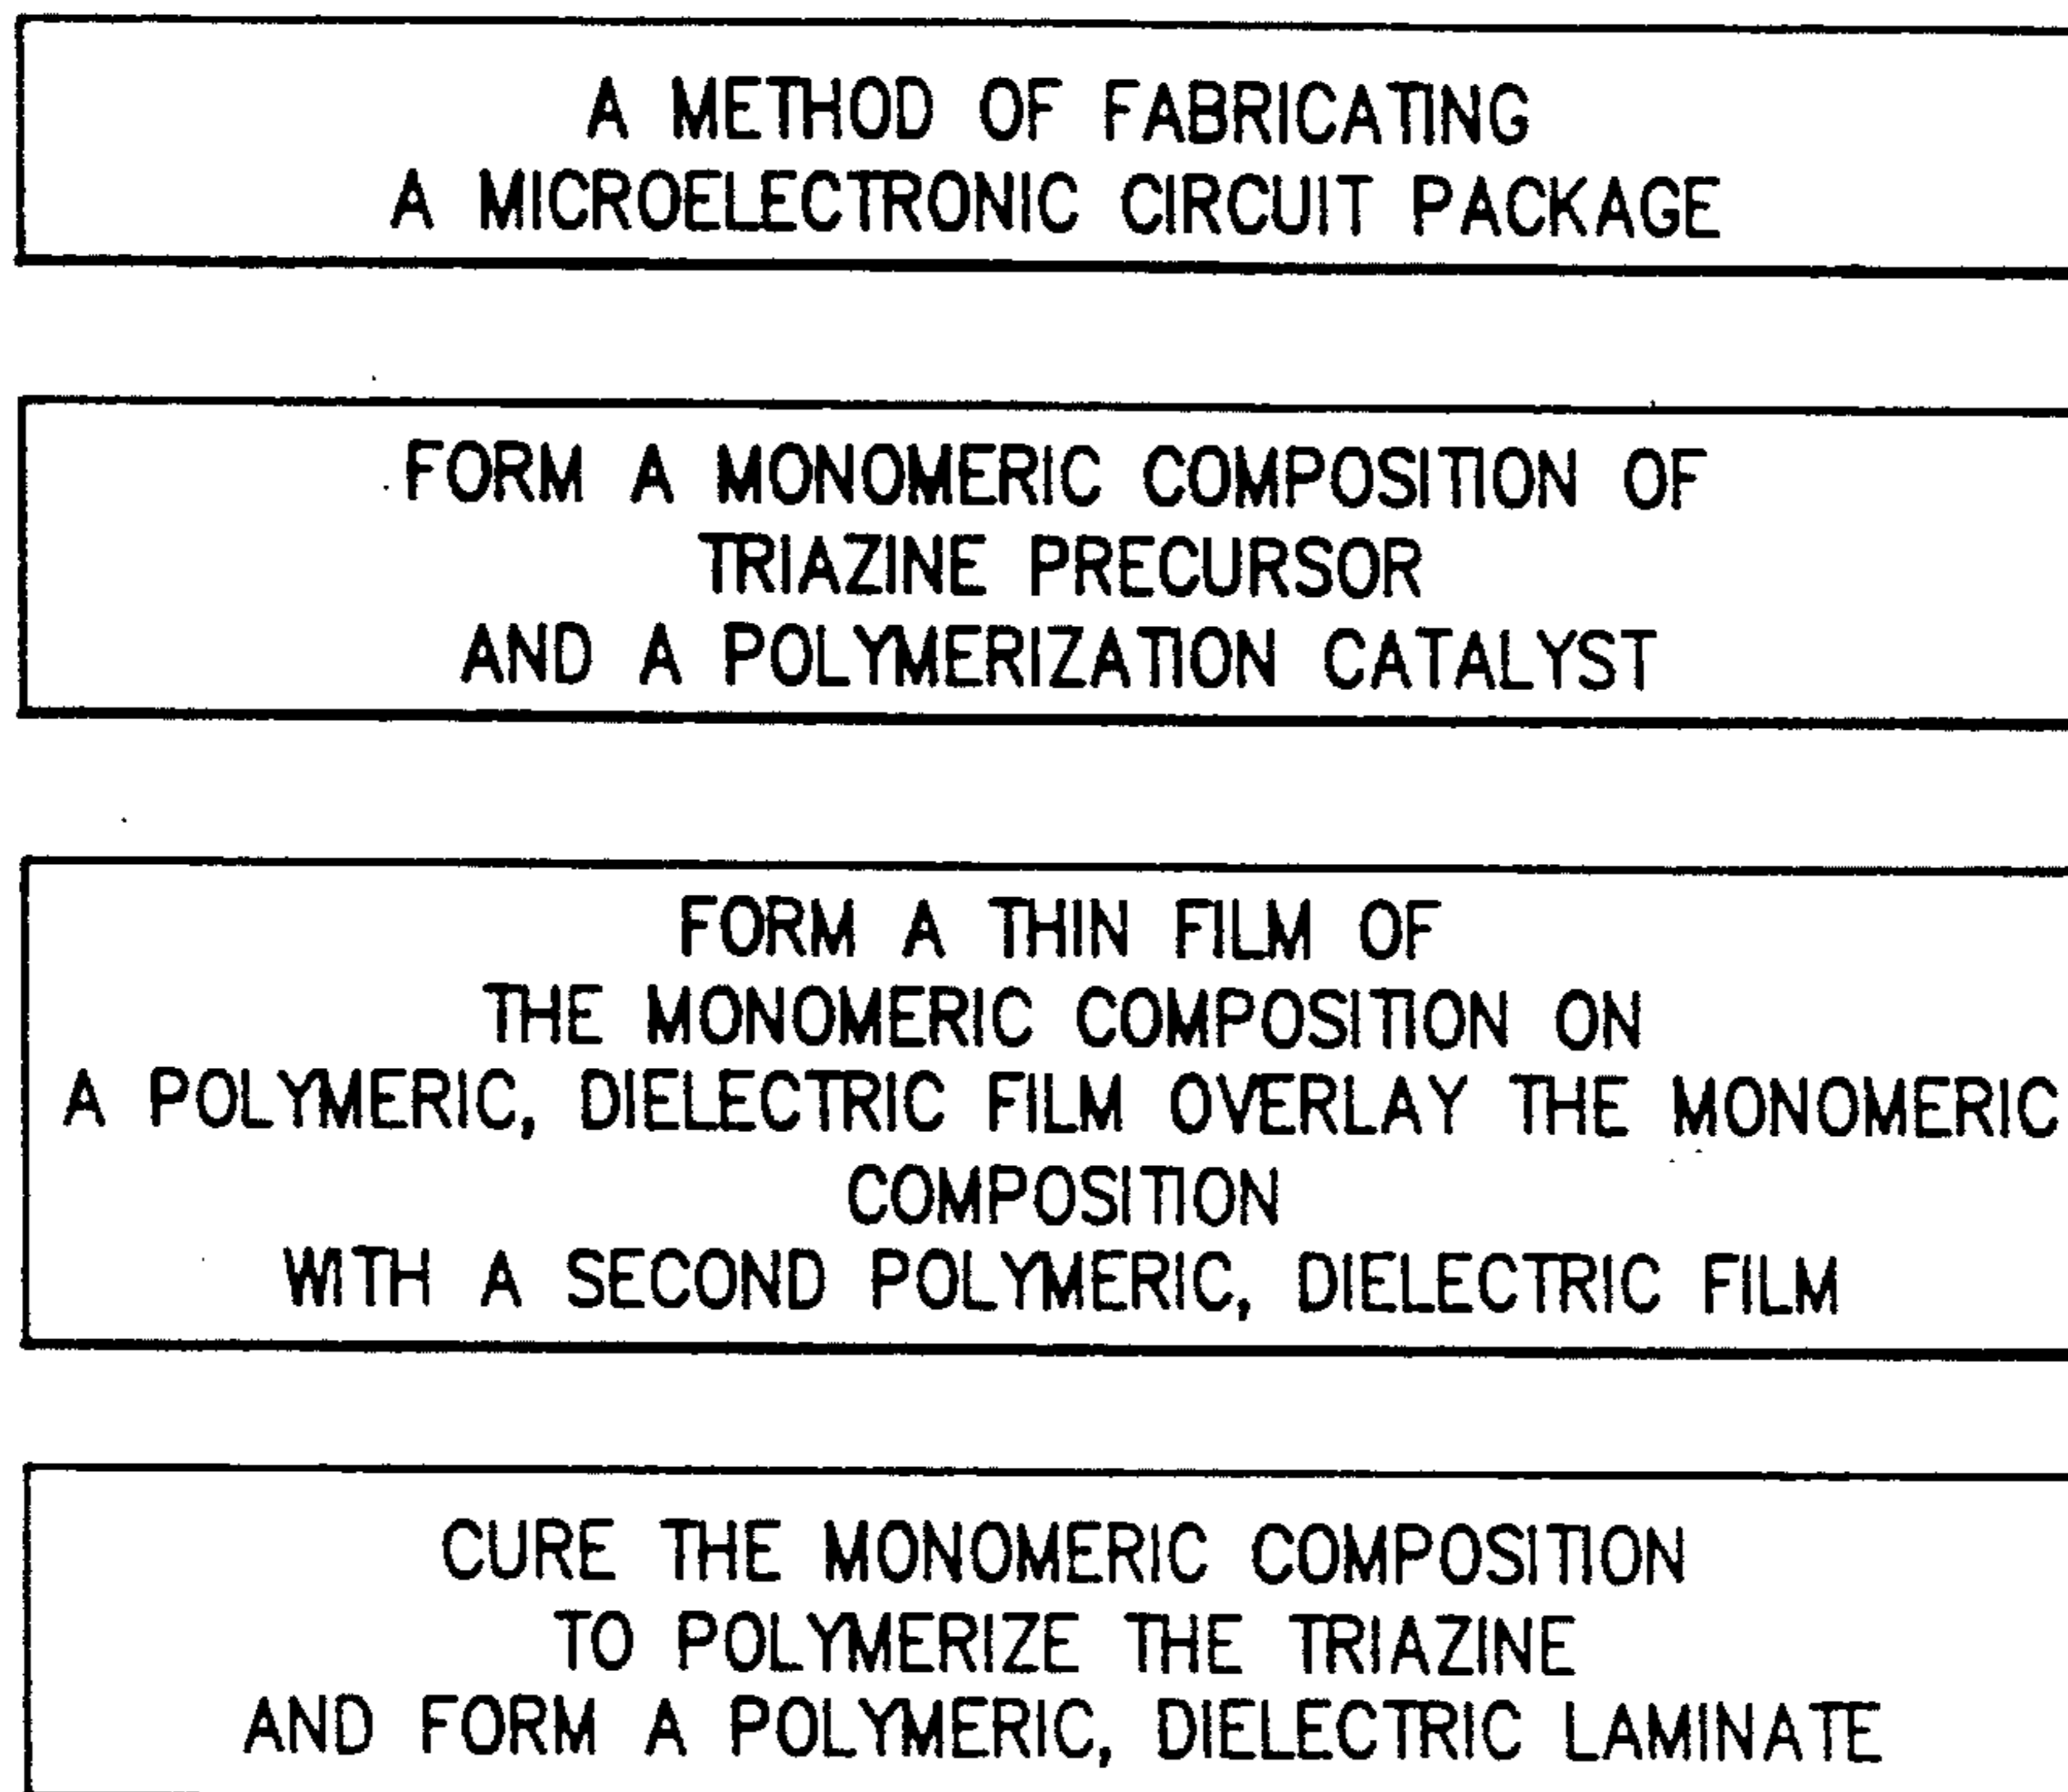 A METHOD OF FABRICATING
A MICROELECTRONIC CIRCUIT PACKAGE
FORM A MONOMERIC COMPOSITION OF
TRIAZINE PRECURSOR
AND A POLYMERIZATION CATALYST
FORM A THIN FILM OF
THE MONOMERIC COMPOSITION ON
A POLYMERIC, DIELECTRIC FILM OVERLAY THE MONOMERIC
COMPOSITION
WITH A SECOND POLYMERIC, DIELECTRIC FILM
CURE THE MONOMERIC COMPOSITION
TO POLYMERIZE THE TRIAZINE
AND FORM A POLYMERIC, DIELECTRIC LAMINATE